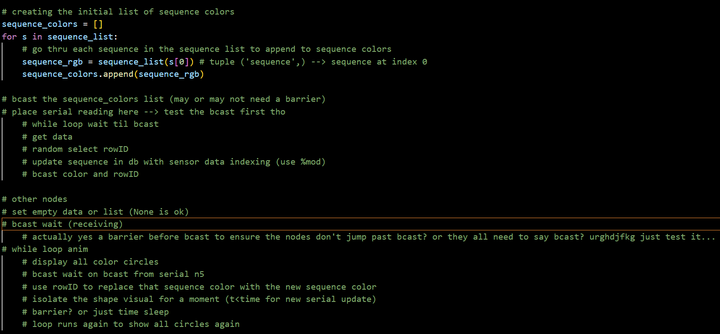 # creating the initial list of sequence colors
sequence_colors = []
for s in sequence_list:
# go thru each sequence in the sequence list to append to sequence colors
sequence_rgb = sequence_list(s[0]) # tuple ('sequence',) --> sequence at index 0
sequence_colors.append(sequence_rgb)
# bcast the sequence_colors list (may or may not need a barrier)
# place serial reading here --> test the bcast first tho
# while loop wait til bcast
# get data
# random select rowID
# update sequence in db with sensor data indexing (use %mod)
# bcast color and rowID
# other nodes
# set empty data or list (None is ok)
# bcast wait (receiving)
# actually yes a barrier before bcast to ensure the nodes don't jump past bcast? or they all need to say bcast? urghdjfkg just test it...
# while loop anim
# display all color circles
# bcast wait on bcast from serial n5
# use rowID to replace that sequence color with the new sequence color
# isolate the shape visual for a moment (t<time for new serial update)
# barrier? or just time sleep
# loop runs again to show all circles again